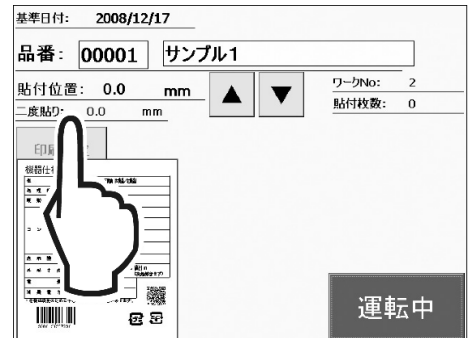 基準日付: 2008/12/17
品番: 00001 サンプル1
貼付位置: 0.0 mm ▲ ▼
ワークNo: 2
二度貼り: 0.0 mm
貼付枚数: 0
運転中